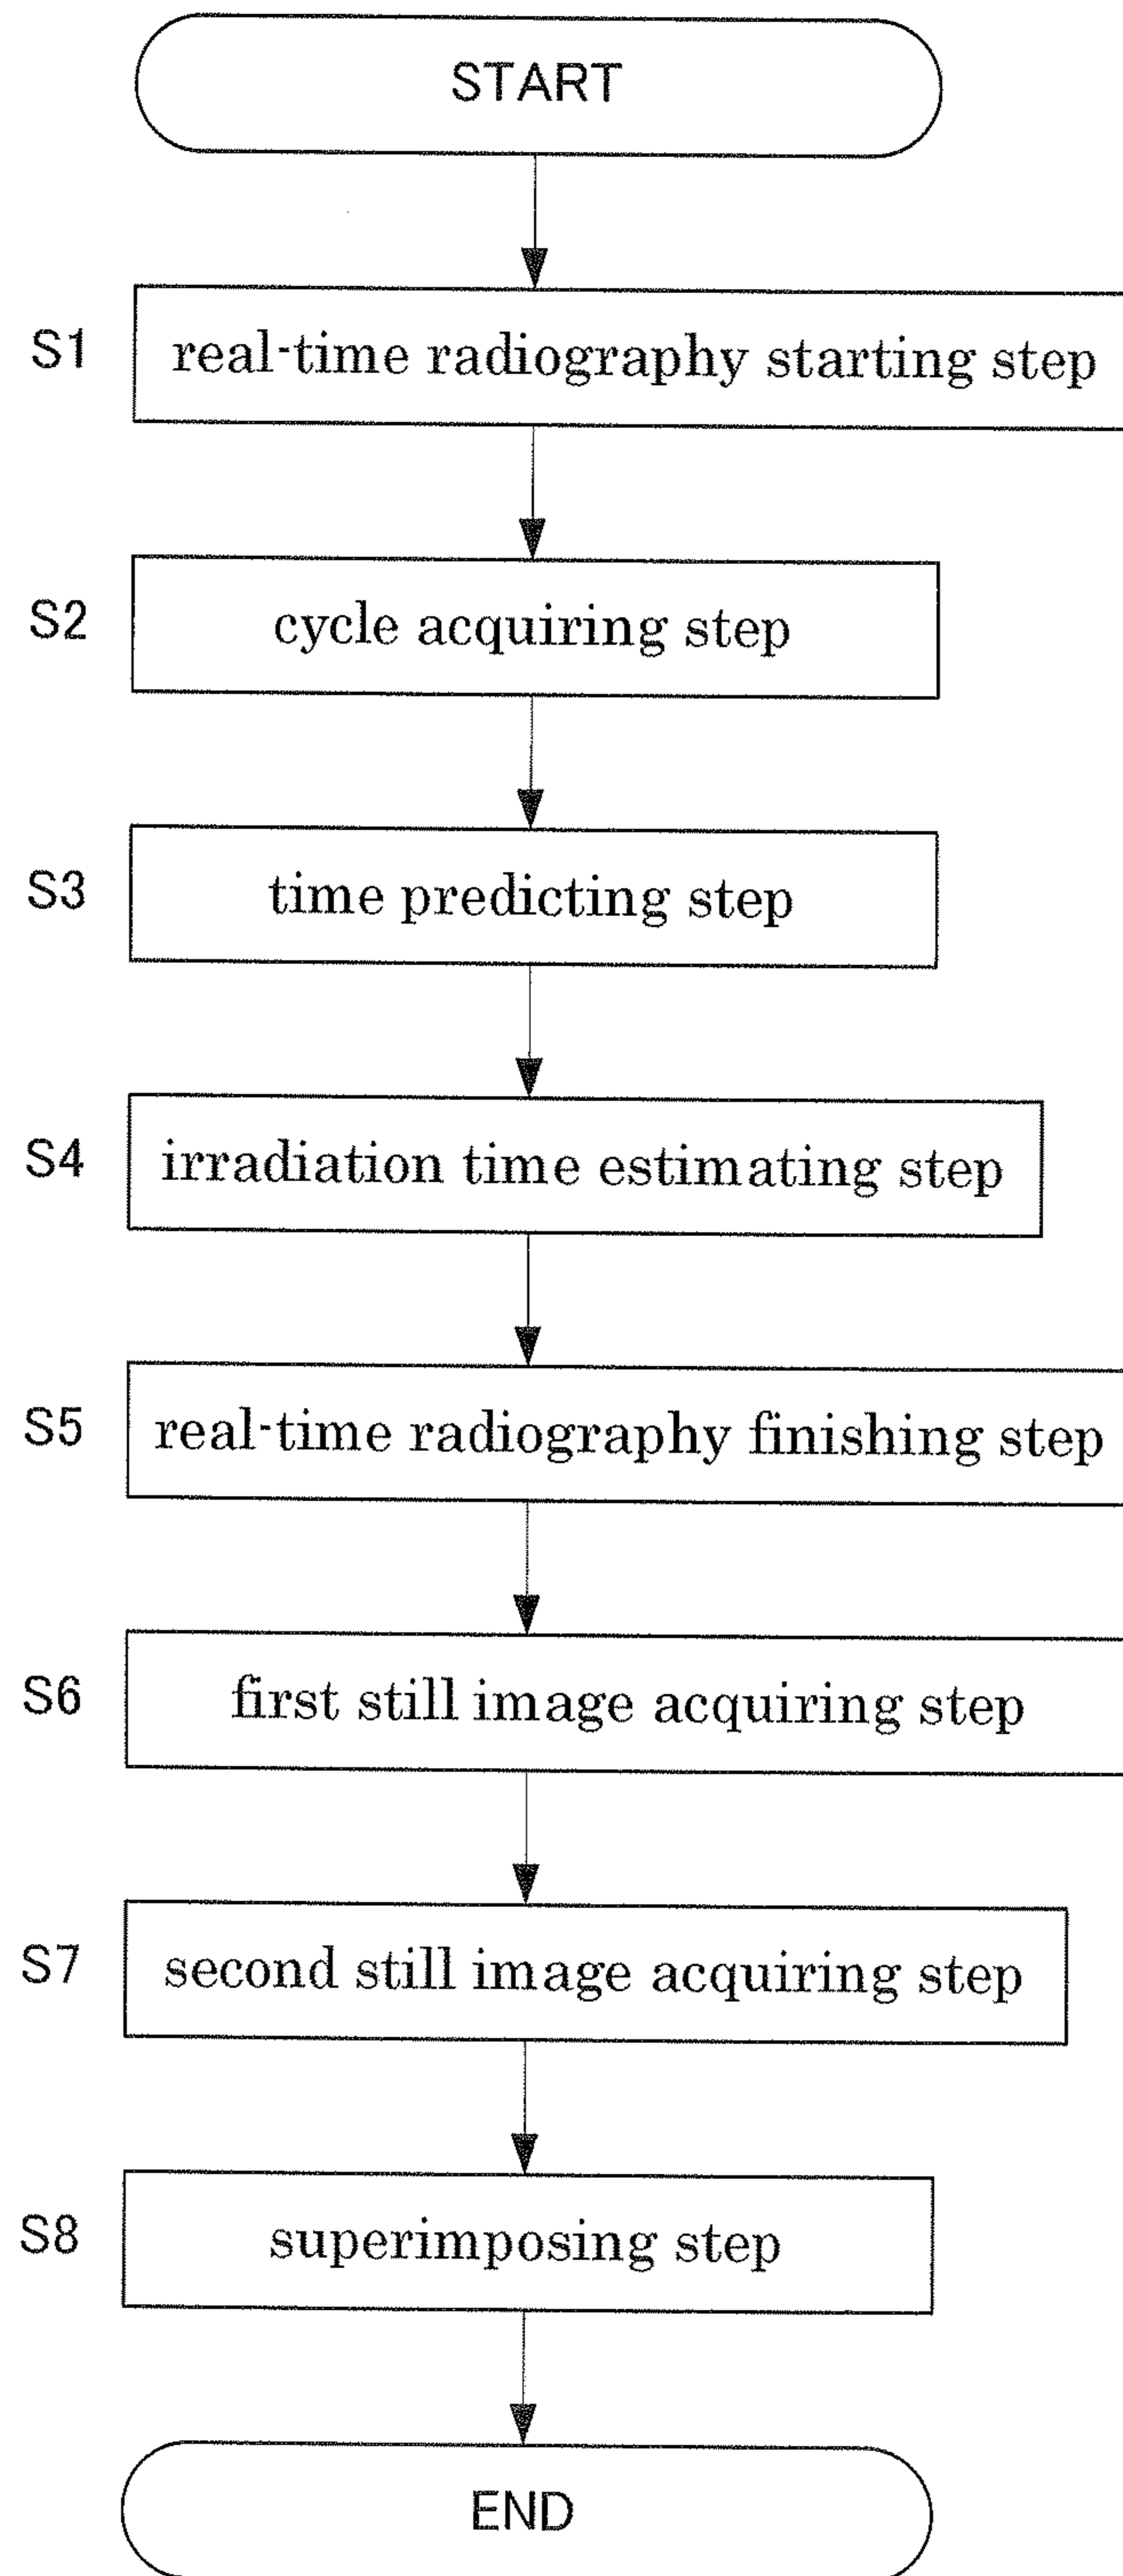 START
S1 real-time radiography starting step
S2 cycle acquiring step
S3 time predicting step
S4 irradiation time estimating step
S5 real-time radiography finishing step
S6 first still image acquiring step
S7 second still image acquiring step
S8 superimposing step
END